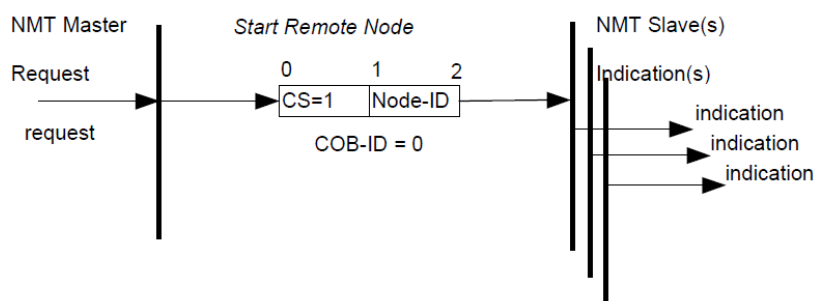 NMT Master
Start Remote Node
NMT Slave(s)
Request
0 1 2
Indication(s)
CS=1 Node-ID
request
COB-ID = 0
indication
indication
indication